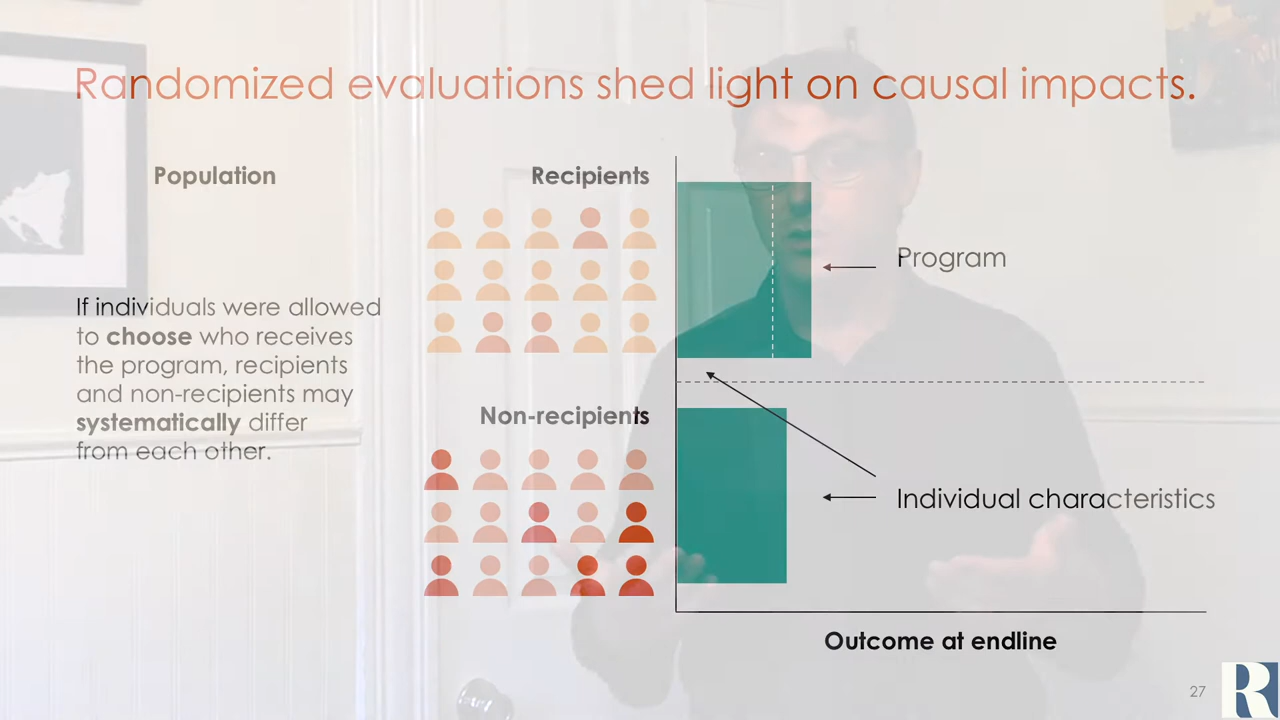 Randomized evaluations shed light on causal impacts.
Population
Recipients
Program
If individuals were allowed
to choose who receives
the program, recipients
and non-recipients may
systematically differ
from each other.
Non-recipients
Individual characteristics
Outcome at endline
27
R